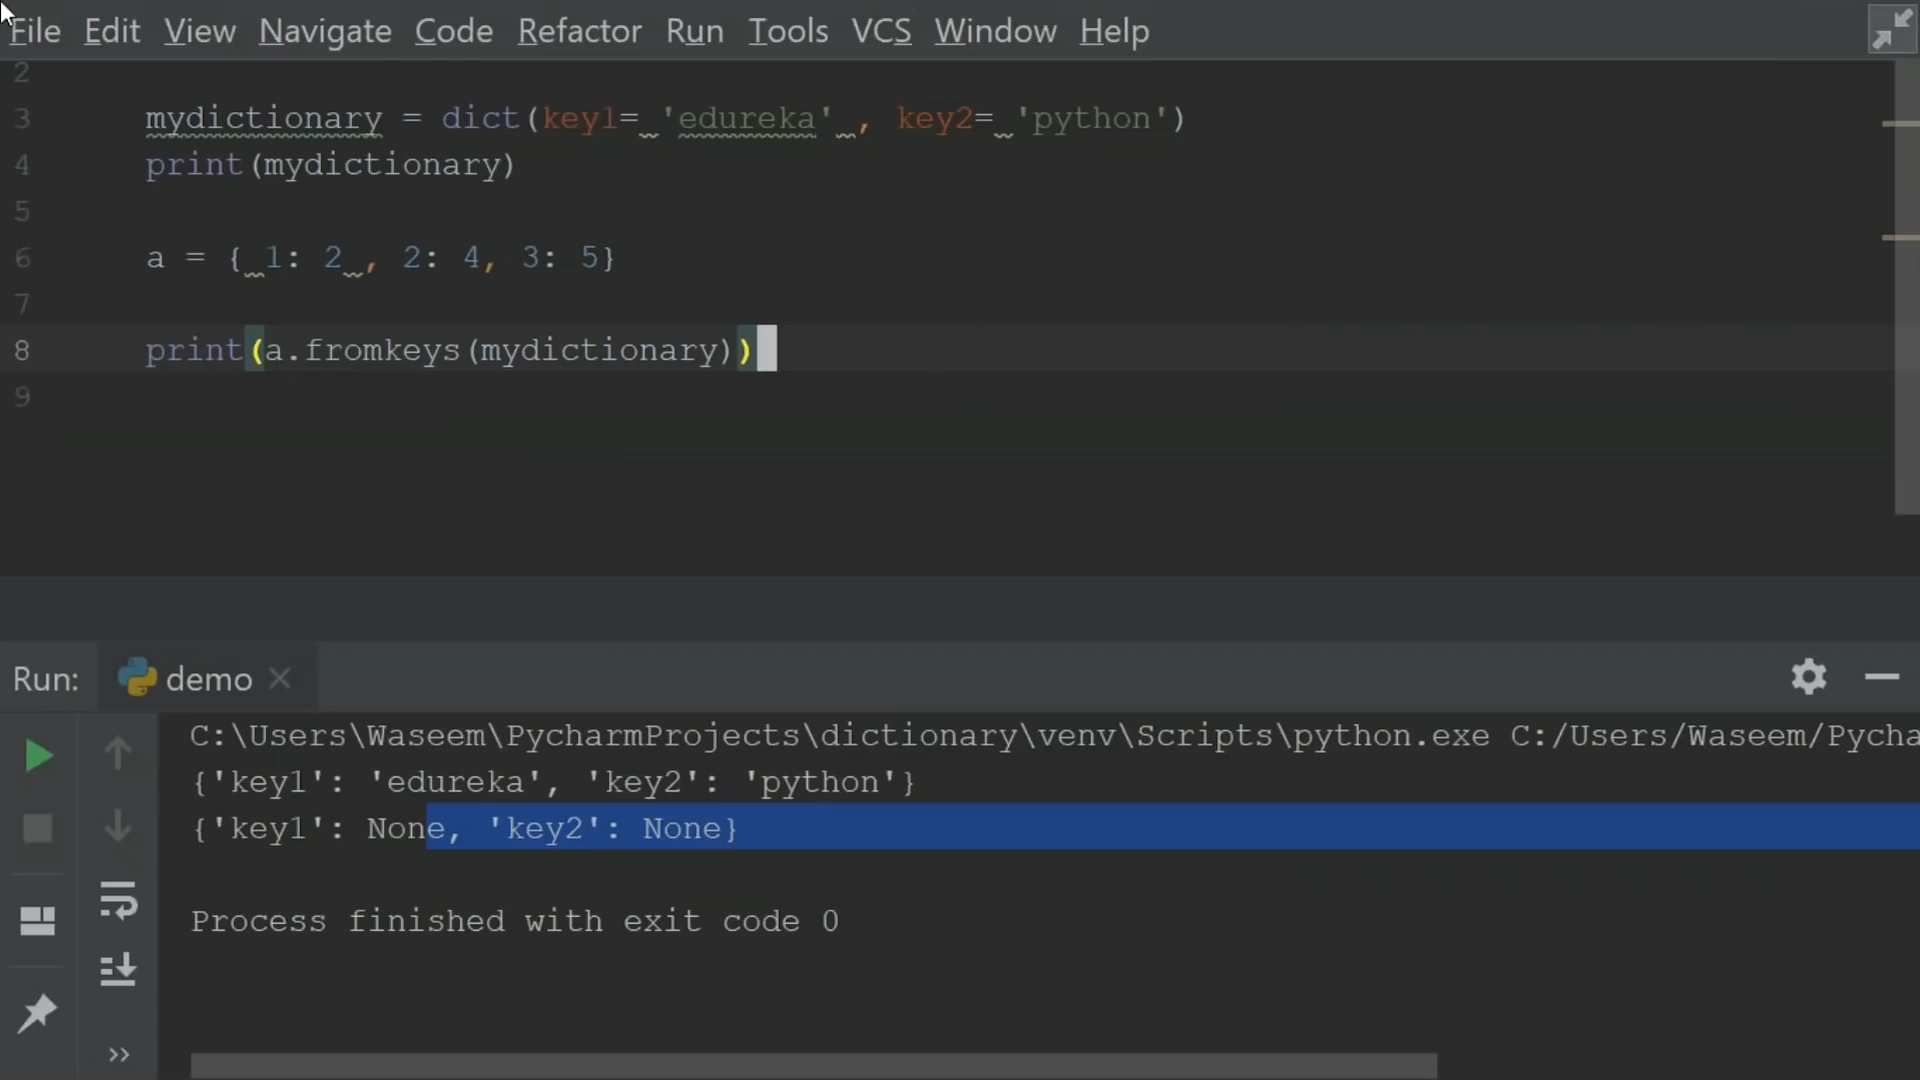 File Edit View Navigate Code Refactor Run Tools VCS Window Help
2
3 mydictionary = dict(key1= 'edureka' , key2= 'python')
4 print(mydictionary)
5
6 a = { 1: 2 , 2: 4, 3: 5}
7
8 print(a.fromkeys(mydictionary))
9
Run: demo
C:\Users\Waseem\PycharmProjects\dictionary\venv\Scripts\python.exe C:/Users/Waseem/Pycha
{'key1': 'edureka', 'key2': 'python'}
{'key1': None, 'key2': None}
Process finished with exit code 0